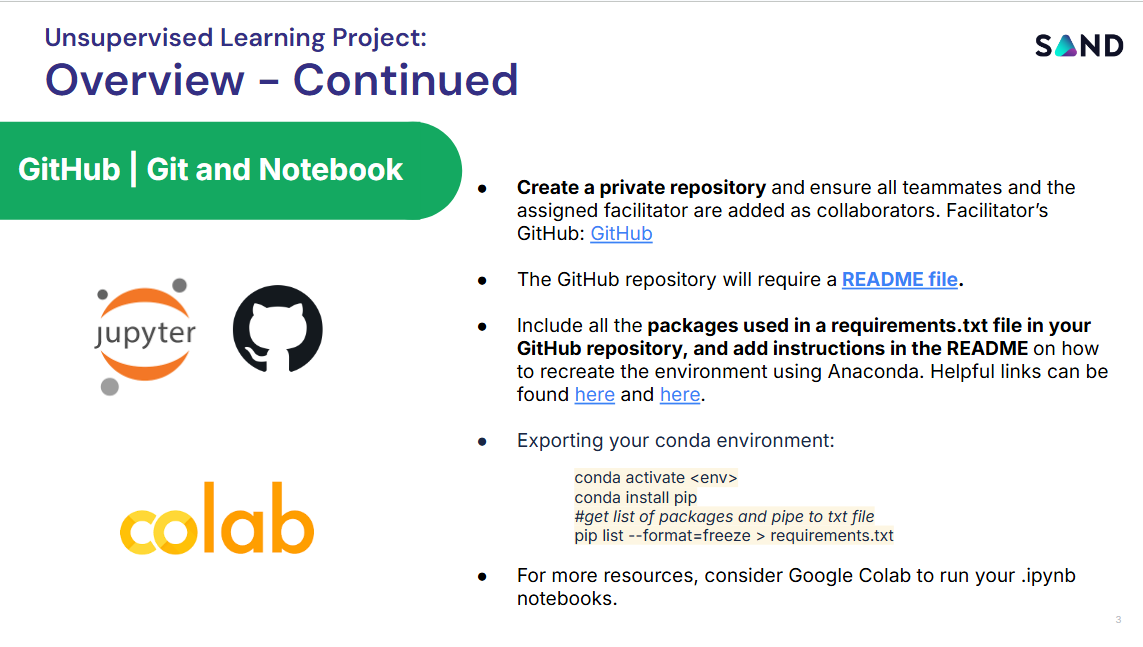 Unsupervised Learning Project:
Overview – Continued
SAND
GitHub | Git and Notebook
● Create a private repository and ensure all teammates and the
assigned facilitator are added as collaborators. Facilitator’s
GitHub: GitHub
● The GitHub repository will require a README file.
● Include all the packages used in a requirements.txt file in your
GitHub repository, and add instructions in the README on how
to recreate the environment using Anaconda. Helpful links can be
found here and here.
● Exporting your conda environment:
conda activate <env>
conda install pip
#get list of packages and pipe to txt file
pip list --format=freeze > requirements.txt
● For more resources, consider Google Colab to run your .ipynb
notebooks.
jupyter
colab
3